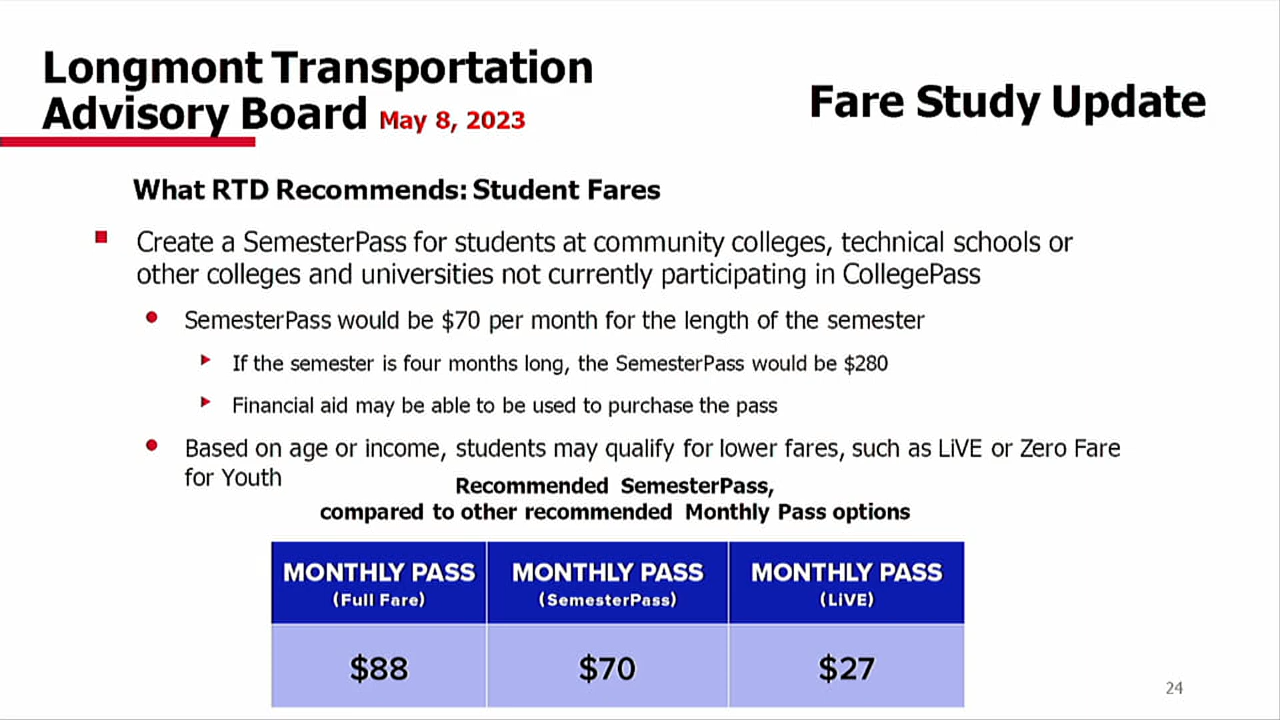 Longmont Transportation
Advisory Board May 8, 2023
Fare Study Update
What RTD Recommends: Student Fares
Create a SemesterPass for students at community colleges, technical schools or
other colleges and universities not currently participating in CollegePass
SemesterPass would be $70 per month for the length of the semester
If the semester is four months long, the SemesterPass would be $280
Financial aid may be able to be used to purchase the pass
Based on age or income, students may qualify for lower fares, such as LiVE or Zero Fare
for Youth
Recommended SemesterPass,
compared to other recommended Monthly Pass options
MONTHLY PASS MONTHLY PASS MONTHLY PASS
(Full Fare) (SemesterPass) (LiVE)
$88 $70 $27
24